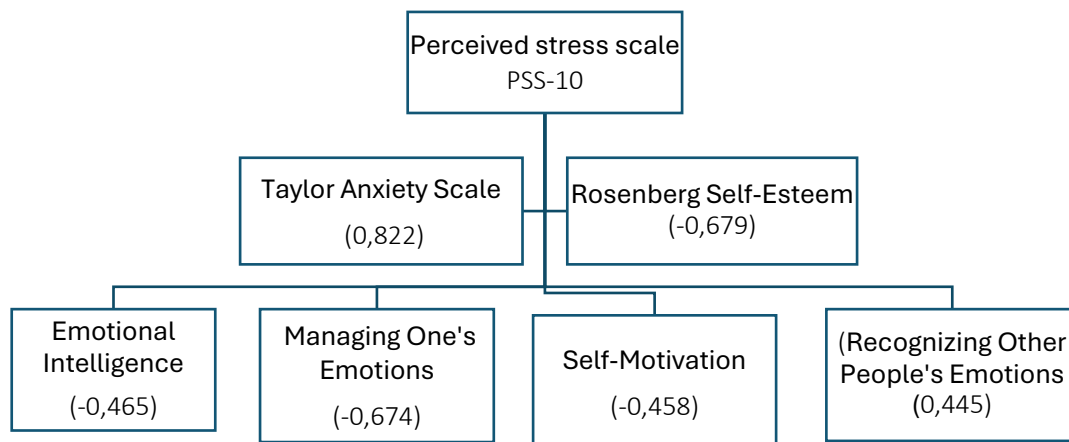 Perceived stress scale
PSS-10
Taylor Anxiety Scale
(0,822)
Rosenberg Self-Esteem
(-0,679)
Emotional
Intelligence
(-0,465)
Managing One's
Emotions
(-0,674)
Self-Motivation
(-0,458)
(Recognizing Other
People's Emotions
(0,445)